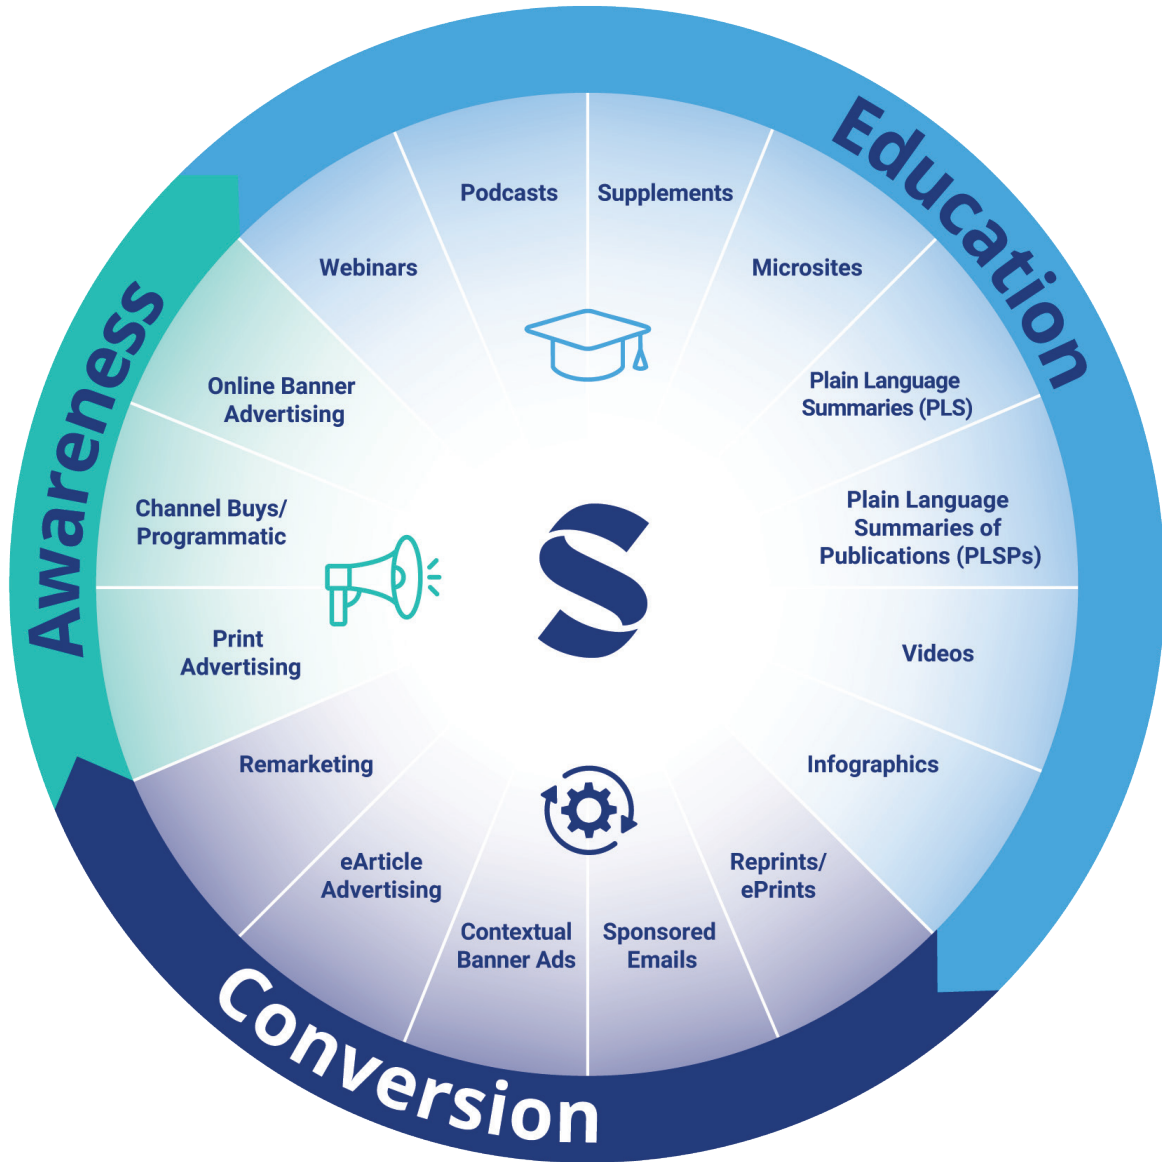 Education
Podcasts
Supplements
Webinars
Microsites
Plain Language
Summaries (PLS)
Plain Language
Summaries of
Publications (PLSPs)
Videos
Infographics
Conversion
Reprints/
ePrints
Sponsored
Emails
Contextual
Banner Ads
eArticle
Advertising
Remarketing
Awareness
Print
Advertising
Channel Buys/
Programmatic
Online Banner
Advertising
S